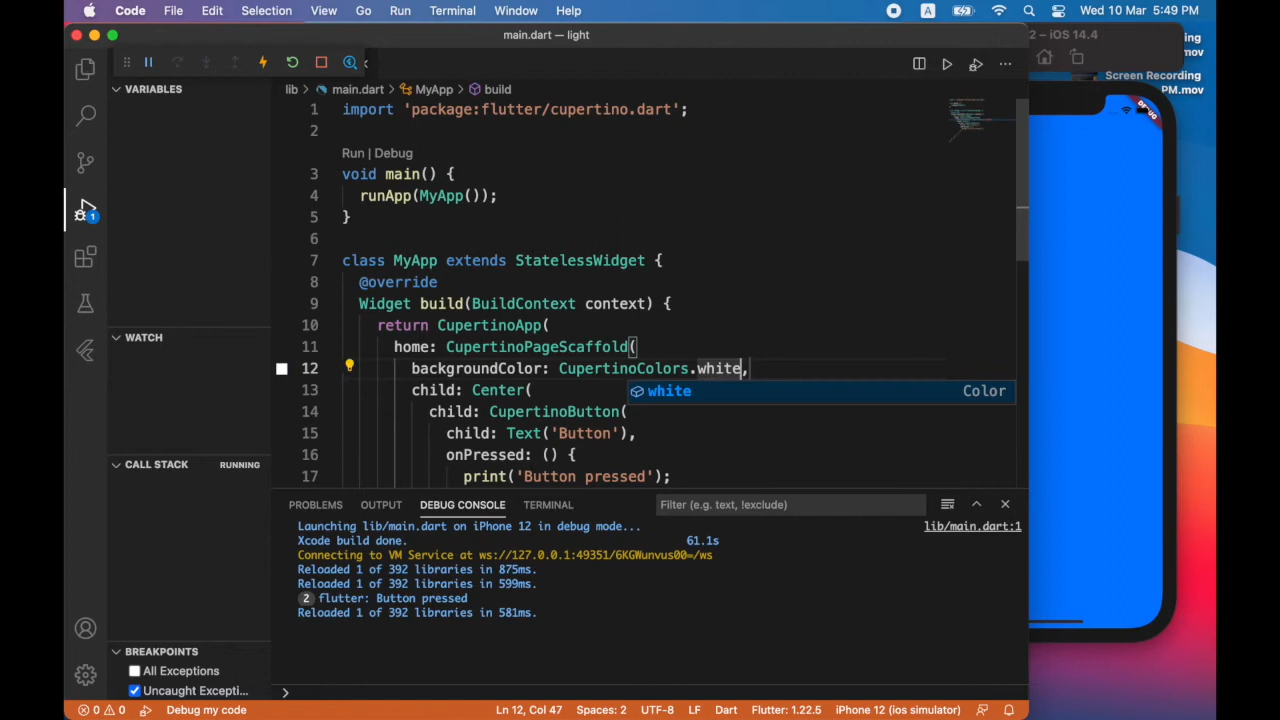 Code File Edit Selection View Go Run Terminal Window Help A Wed 10 Mar 5:49 PM
main.dart — light
2 – iOS 14.4
ing
.mov
Screen Recording
PM.mov
DEBUG
VARIABLES
lib › main.dart › MyApp › build
1 import 'package:flutter/cupertino.dart';
2
Run | Debug
3 void main() {
4 runApp(MyApp());
5 }
6
7 class MyApp extends StatelessWidget {
8 @override
9 Widget build(BuildContext context) {
10 return CupertinoApp(
11 home: CupertinoPageScaffold(
12 backgroundColor: CupertinoColors.white,
white Color
13 child: Center(
14 child: CupertinoButton(
15 child: Text('Button'),
16 onPressed: () {
17 print('Button pressed');
1
WATCH
CALL STACK RUNNING
BREAKPOINTS
All Exceptions
Uncaught Excepti...
PROBLEMS OUTPUT DEBUG CONSOLE TERMINAL Filter (e.g. text, !exclude)
Launching lib/main.dart on iPhone 12 in debug mode... lib/main.dart:1
Xcode build done. 61.1s
Connecting to VM Service at ws://127.0.0.1:49351/6KGWunvus00=/ws
Reloaded 1 of 392 libraries in 875ms.
Reloaded 1 of 392 libraries in 599ms.
2 flutter: Button pressed
Reloaded 1 of 392 libraries in 581ms.
0 0 Debug my code Ln 12, Col 47 Spaces: 2 UTF-8 LF Dart Flutter: 1.22.5 iPhone 12 (ios simulator)